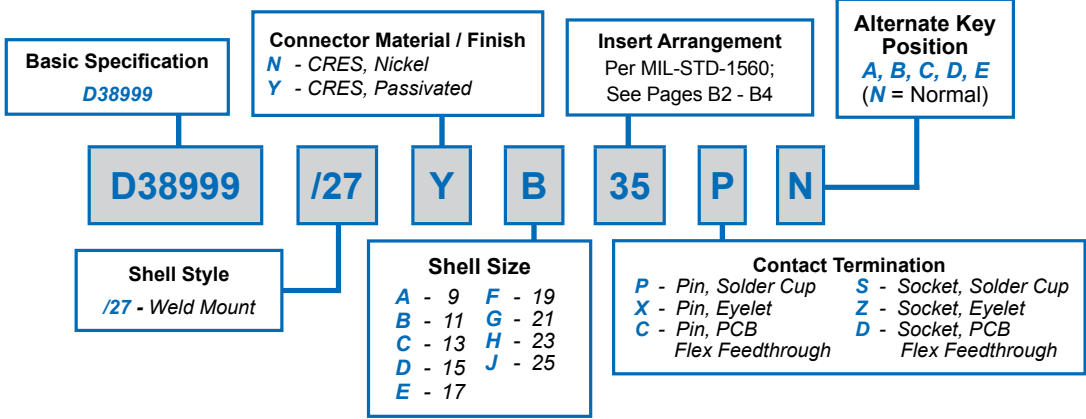 Basic Specification
D38999
Connector Material / Finish
N - CRES, Nickel
Y - CRES, Passivated
Insert Arrangement
Per MIL-STD-1560;
See Pages B2 - B4
Alternate Key
Position
A, B, C, D, E
(N = Normal)
D38999 /27 Y B 35 P N
Shell Style
/27 - Weld Mount
Shell Size
A - 9 F - 19
B - 11 G - 21
C - 13 H - 23
D - 15 J - 25
E - 17
Contact Termination
P - Pin, Solder Cup S - Socket, Solder Cup
X - Pin, Eyelet Z - Socket, Eyelet
C - Pin, PCB D - Socket, PCB
Flex Feedthrough Flex Feedthrough